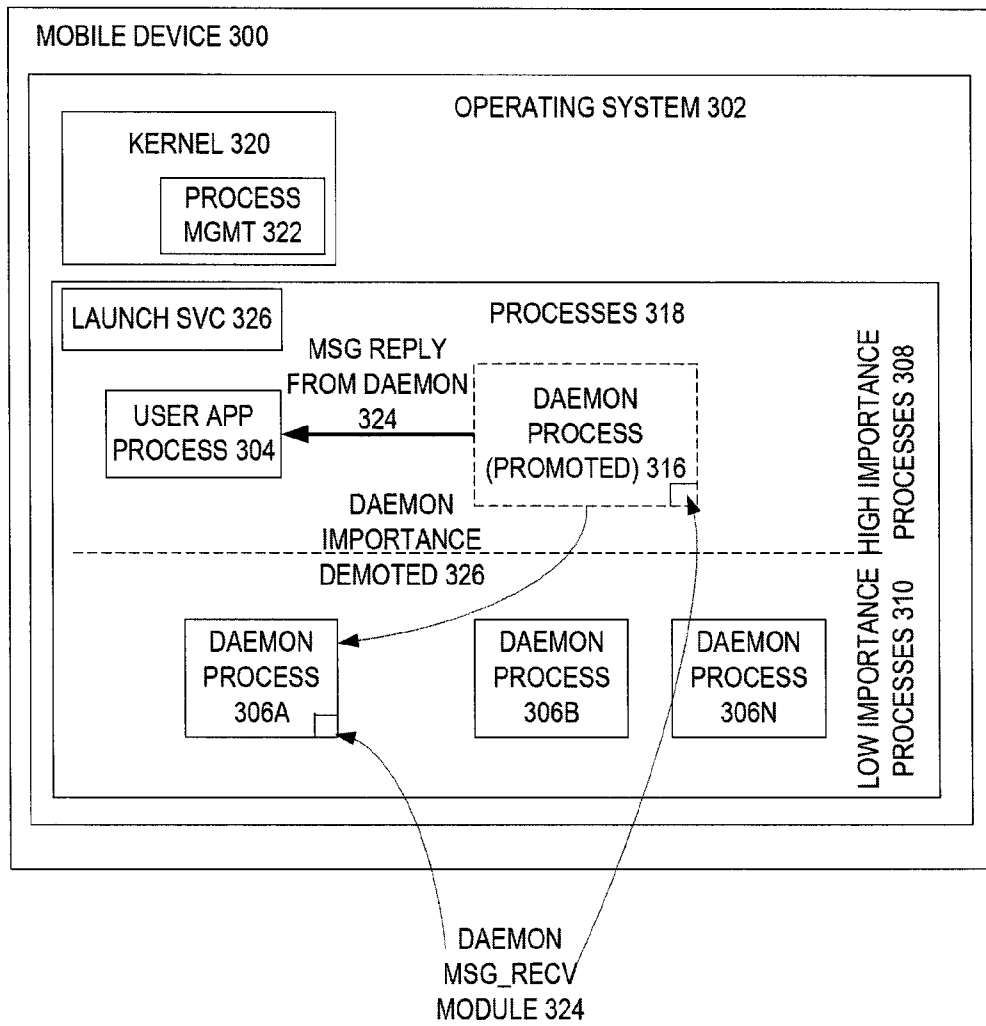 MOBILE DEVICE 300
OPERATING SYSTEM 302
KERNEL 320
PROCESS
MGMT 322
LAUNCH SVC 326
PROCESSES 318
MSG REPLY
FROM DAEMON
324
USER APP
PROCESS 304
DAEMON
PROCESS
(PROMOTED) 316
HIGH IMPORTANCE
PROCESSES 308
DAEMON
IMPORTANCE
DEMOTED 326
LOW IMPORTANCE
PROCESSES 310
DAEMON
PROCESS
306A
DAEMON
PROCESS
306B
DAEMON
PROCESS
306N
DAEMON
MSG_RECV
MODULE 324